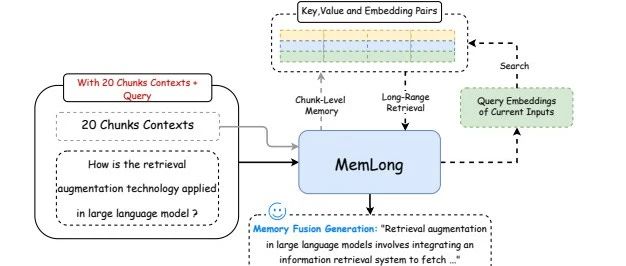 Key,Value and Embedding Pairs
With 20 Chunks Contexts +
Query
20 Chunks Contexts
How is the retrieval
augmentation technology applied
in large language model ?
Chunk-Level
Memory
Long-Range
Retrieval
Search
Query Embeddings
of Current Inputs
MemLong
Memory Fusion Generation: "Retrieval augmentation
in large language models involves integrating an
information retrieval system to fetch ..."